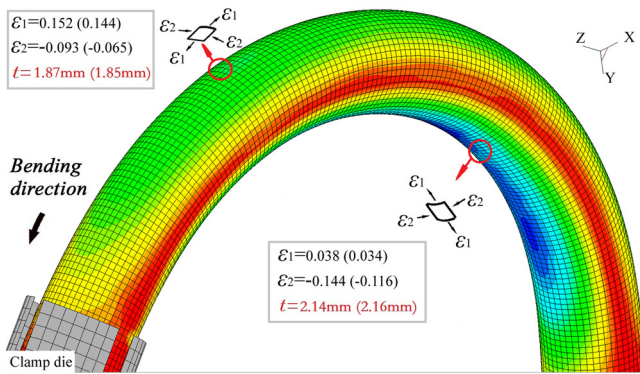 ε1=0.152 (0.144)
ε2=-0.093 (-0.065)
t=1.87mm (1.85mm)
ε1
ε2
ε2
ε1
Z
X
Y
Bending
direction
ε1
ε2
ε2
ε1
ε1=0.038 (0.034)
ε2=-0.144 (-0.116)
t=2.14mm (2.16mm)
Clamp die